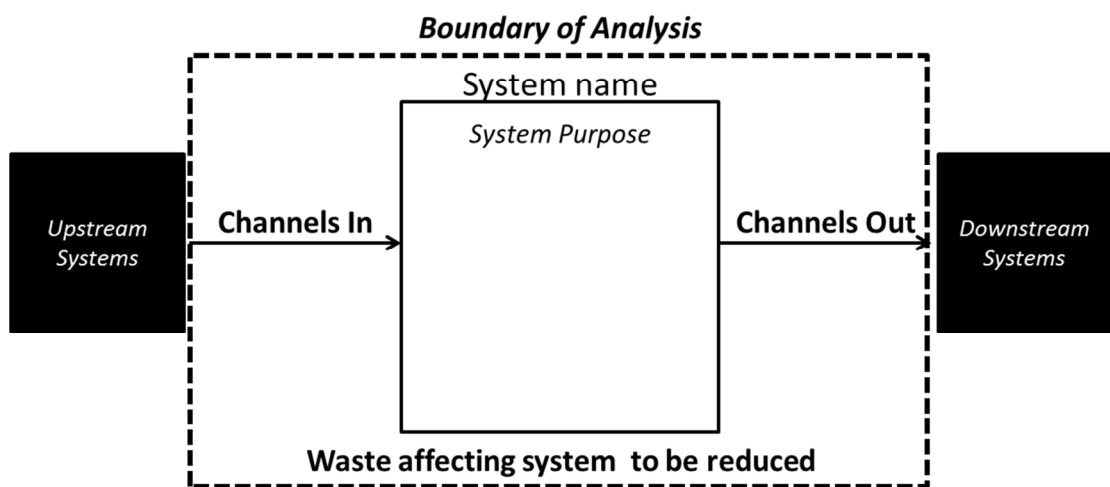 Boundary of Analysis
System name
System Purpose
Upstream
Systems
Channels In
Channels Out
Downstream
Systems
Waste affecting system to be reduced